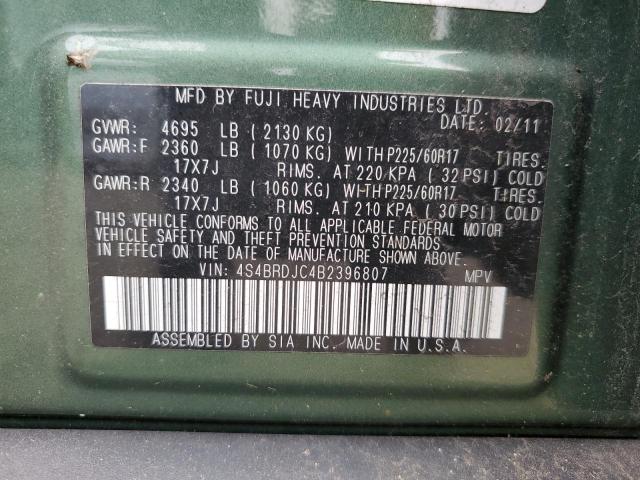 MFD BY FUJI HEAVY INDUSTRIES LTD
DATE: 02/11
GVWR: 4695 LB ( 2130 KG)
GAWR:F 2360 LB ( 1070 KG) WITH P225/60R17 TIRES.
17X7J RIMS. AT 220 KPA ( 32 PSI) COLD
GAWR:R 2340 LB ( 1060 KG) WITH P225/60R17 TIRES.
17X7J RIMS. AT 210 KPA ( 30 PSI) COLD
THIS VEHICLE CONFORMS TO ALL APPLICABLE FEDERAL MOTOR
VEHICLE SAFETY AND THEFT PREVENTION STANDARDS
IN EFFECT ON THE DATE OF MANUFACTURE SHOWN ABOVE.
VIN: 4S4BRDJC4B2396807 MPV
ASSEMBLED BY SIA INC. MADE IN U.S.A.